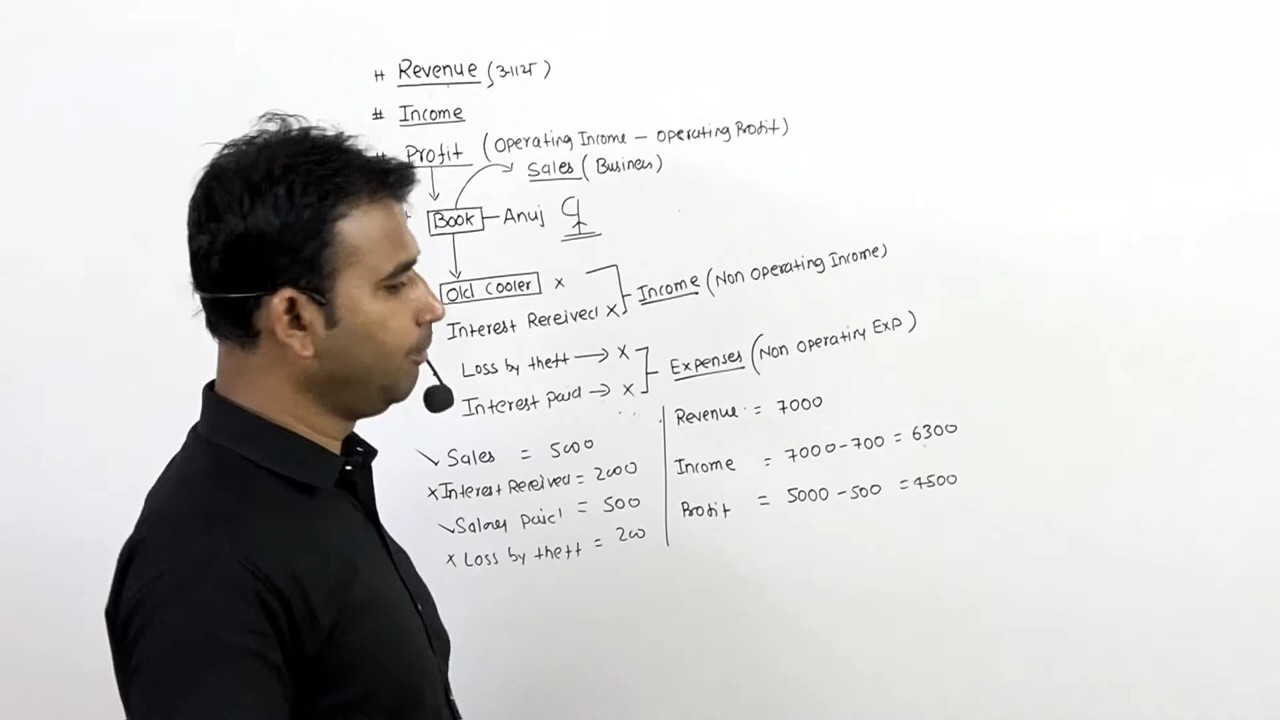 # Revenue (आय)
# Income
# Profit (Operating Income - Operating Profit)
Sales (Business)
Book - Anuj
Old Cooler x
Interest Received x
Income (Non Operating Income)
Loss by theft → x
Interest paid → x
Expenses (Non Operating Exp)
Sales = 5000
x Interest Received = 2000
Salary paid = 500
x Loss by theft = 200
Revenue = 7000
Income = 7000-700 = 6300
Profit = 5000-500 = 4500